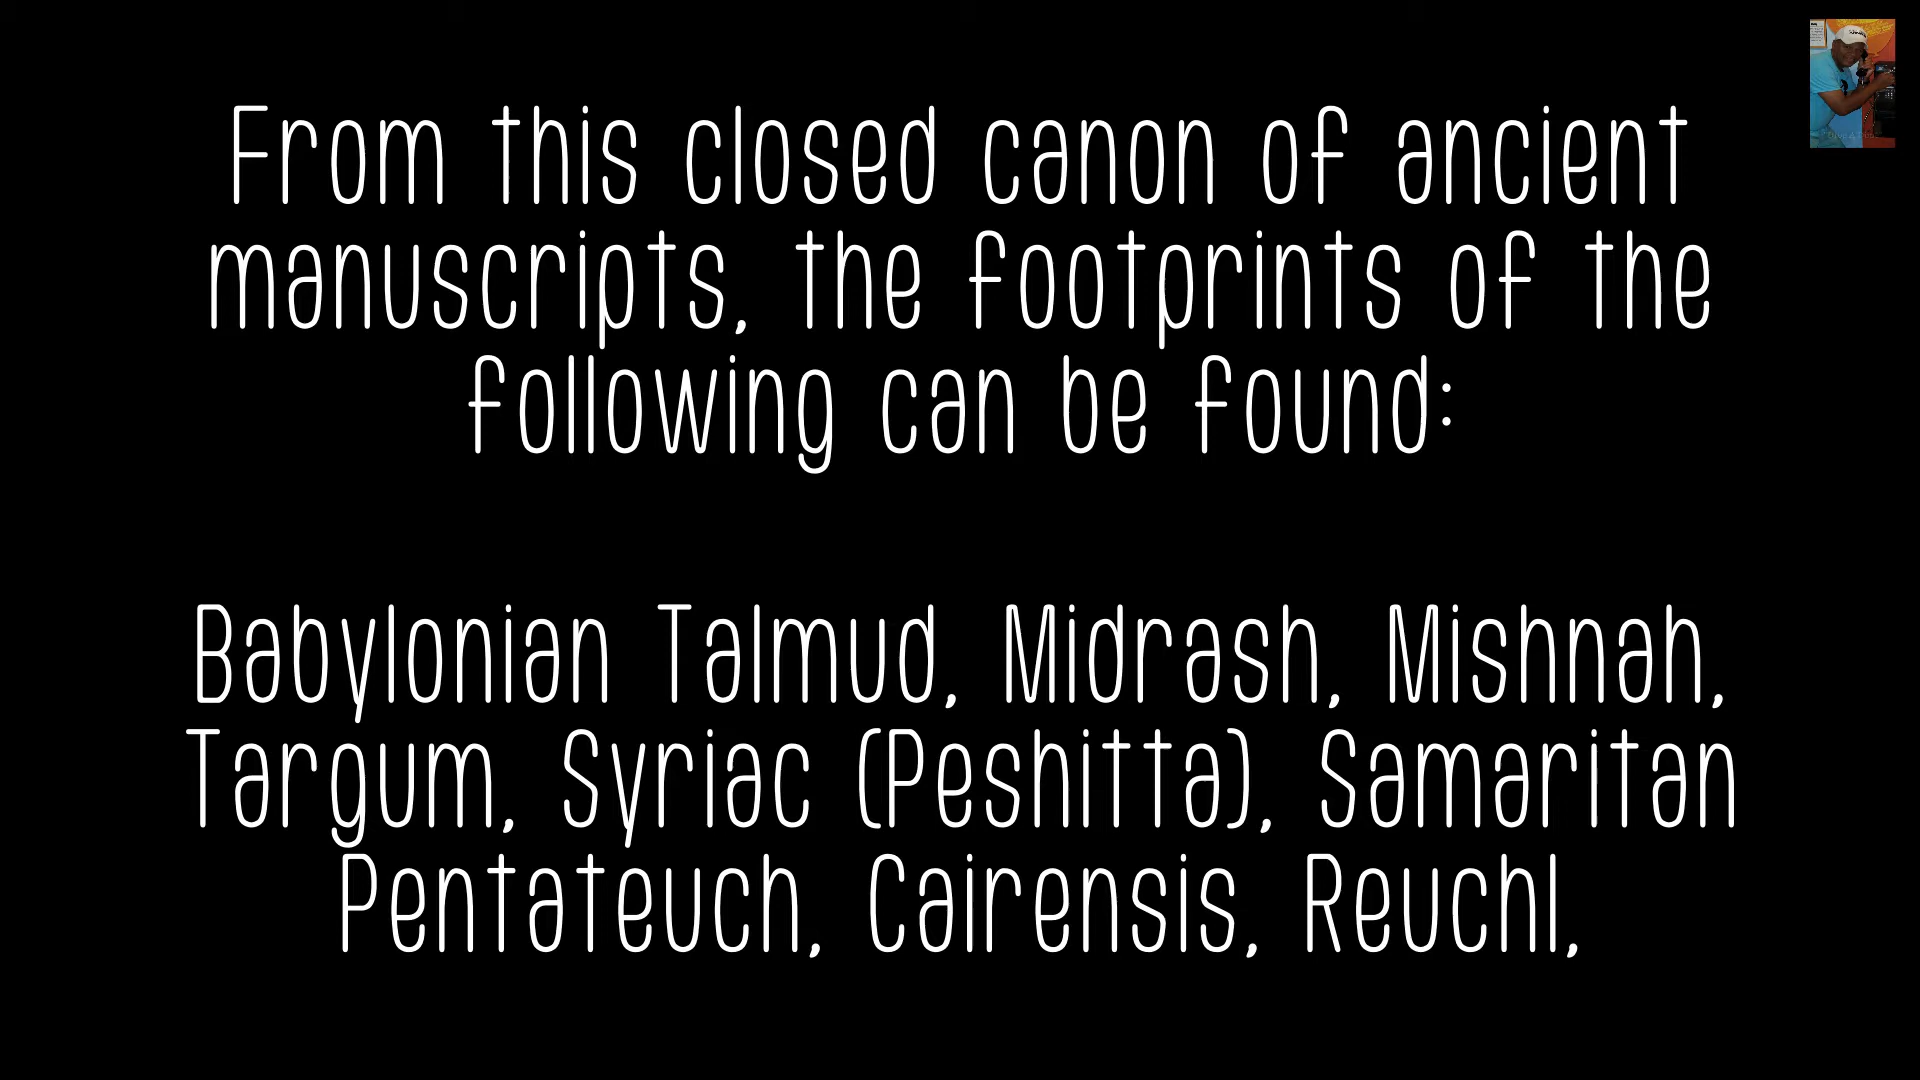 From this closed canon of ancient
manuscripts, the footprints of the
following can be found:
Babylonian Talmud, Midrash, Mishnah,
Targum, Syriac (Peshitta), Samaritan
Pentateuch, Cairensis, Reuchl,